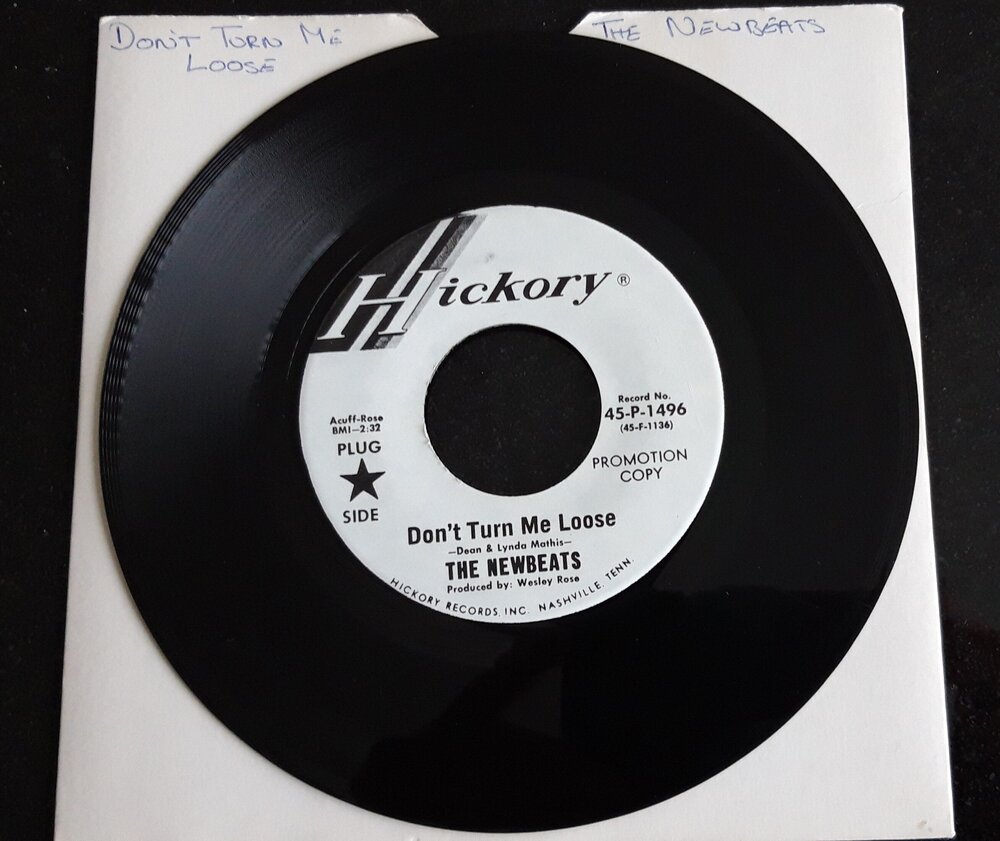 DON'T TURN ME
LOOSE
THE NEWBEATS
Hickory ®
Acuff-Rose
BMI—2:32
PLUG
SIDE
Record No.
45-P-1496
(45-F-1136)
PROMOTION
COPY
Don't Turn Me Loose
—Dean & Lynda Mathis—
THE NEWBEATS
Produced by: Wesley Rose
HICKORY RECORDS, INC. NASHVILLE, TENN.